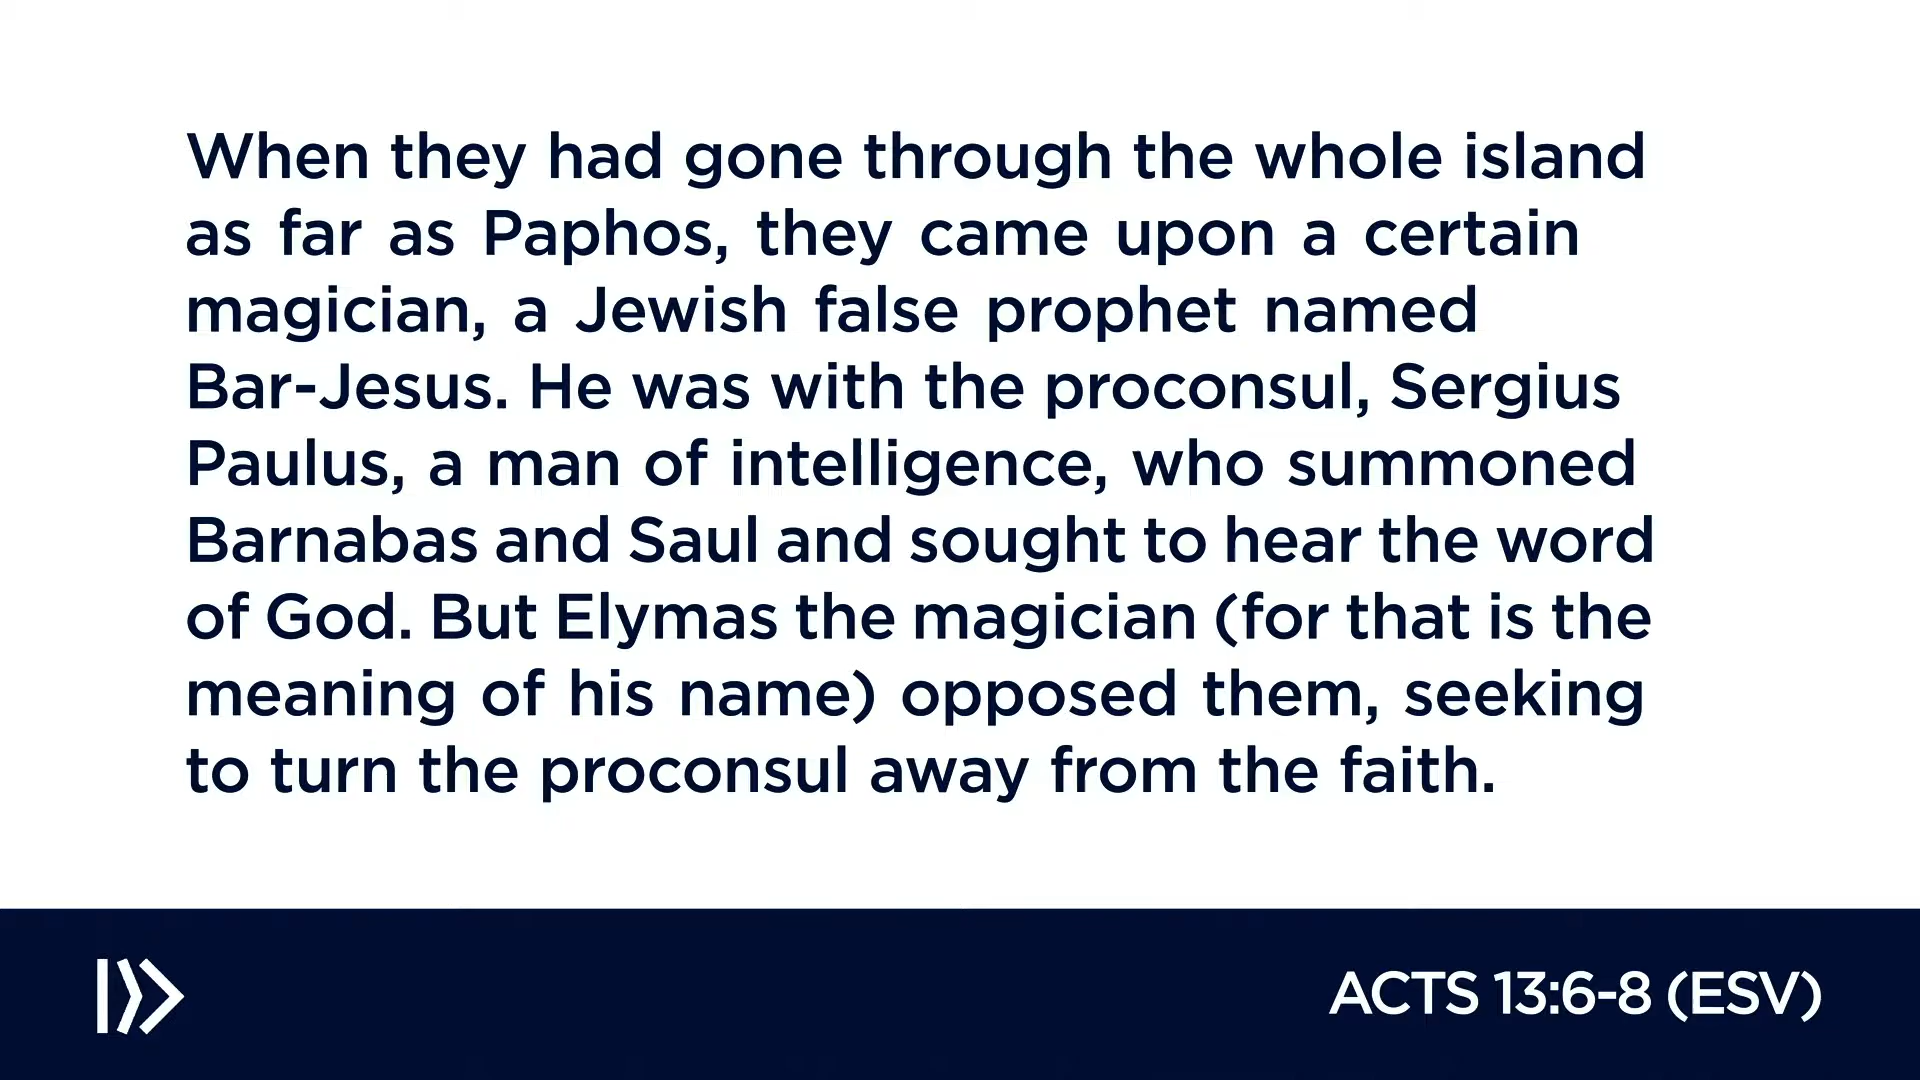 When they had gone through the whole island
as far as Paphos, they came upon a certain
magician, a Jewish false prophet named
Bar-Jesus. He was with the proconsul, Sergius
Paulus, a man of intelligence, who summoned
Barnabas and Saul and sought to hear the word
of God. But Elymas the magician (for that is the
meaning of his name) opposed them, seeking
to turn the proconsul away from the faith.
ACTS 13:6-8 (ESV)